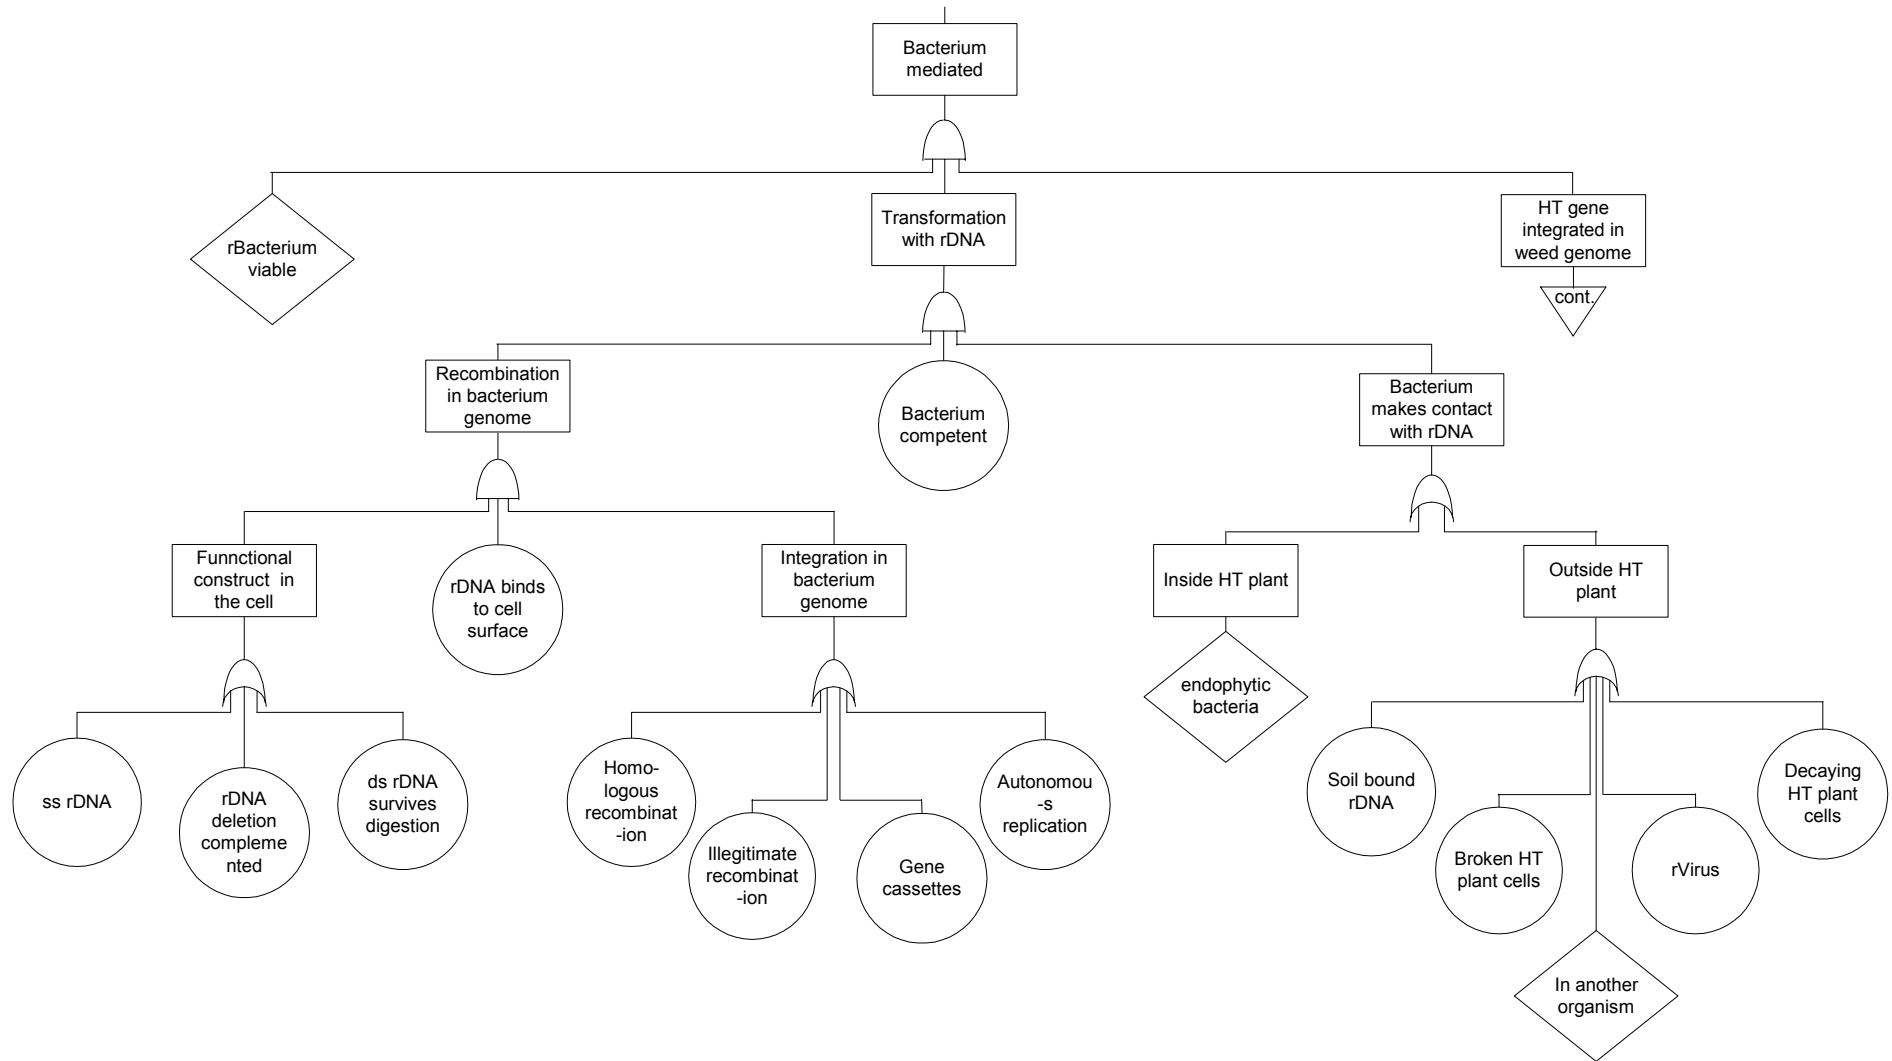 Bacterium
mediated
rBacterium
viable
Transformation
with rDNA
HT gene
integrated in
weed genome
cont.
Recombination
in bacterium
genome
Bacterium
competent
Bacterium
makes contact
with rDNA
Funnctional
construct in
the cell
rDNA binds
to cell
surface
Integration in
bacterium
genome
Inside HT plant
Outside HT
plant
ss rDNA
rDNA
deletion
compleme
nted
ds rDNA
survives
digestion
Homo-
logous
recombinat
-ion
Illegitimate
recombinat
-ion
Gene
cassettes
Autonomou
-s
replication
endophytic
bacteria
Soil bound
rDNA
Broken HT
plant cells
In another
organism
rVirus
Decaying
HT plant
cells